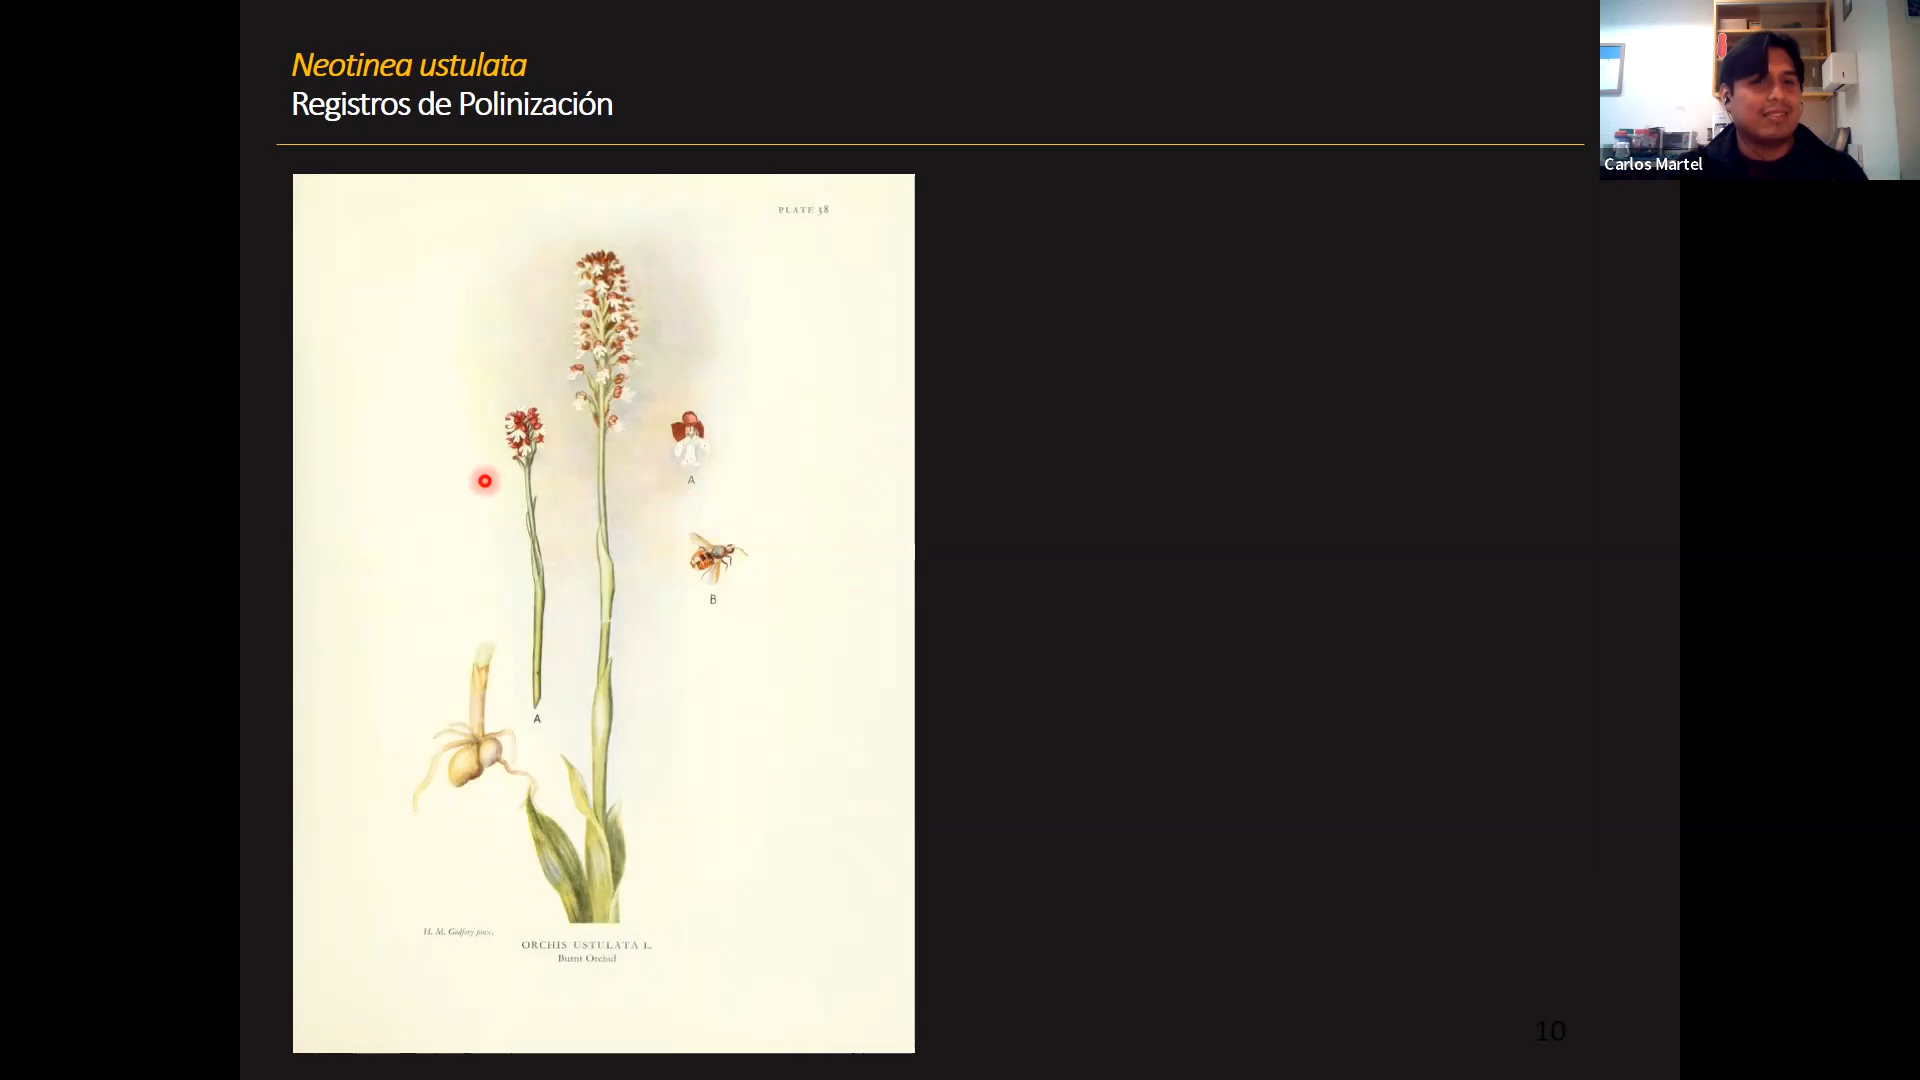 Neotinea ustulata
Registros de Polinización
Carlos Martel
PLATE 38
A
B
A
H. M. Godfery pinx.
ORCHIS USTULATA L.
Burnt Orchid
10